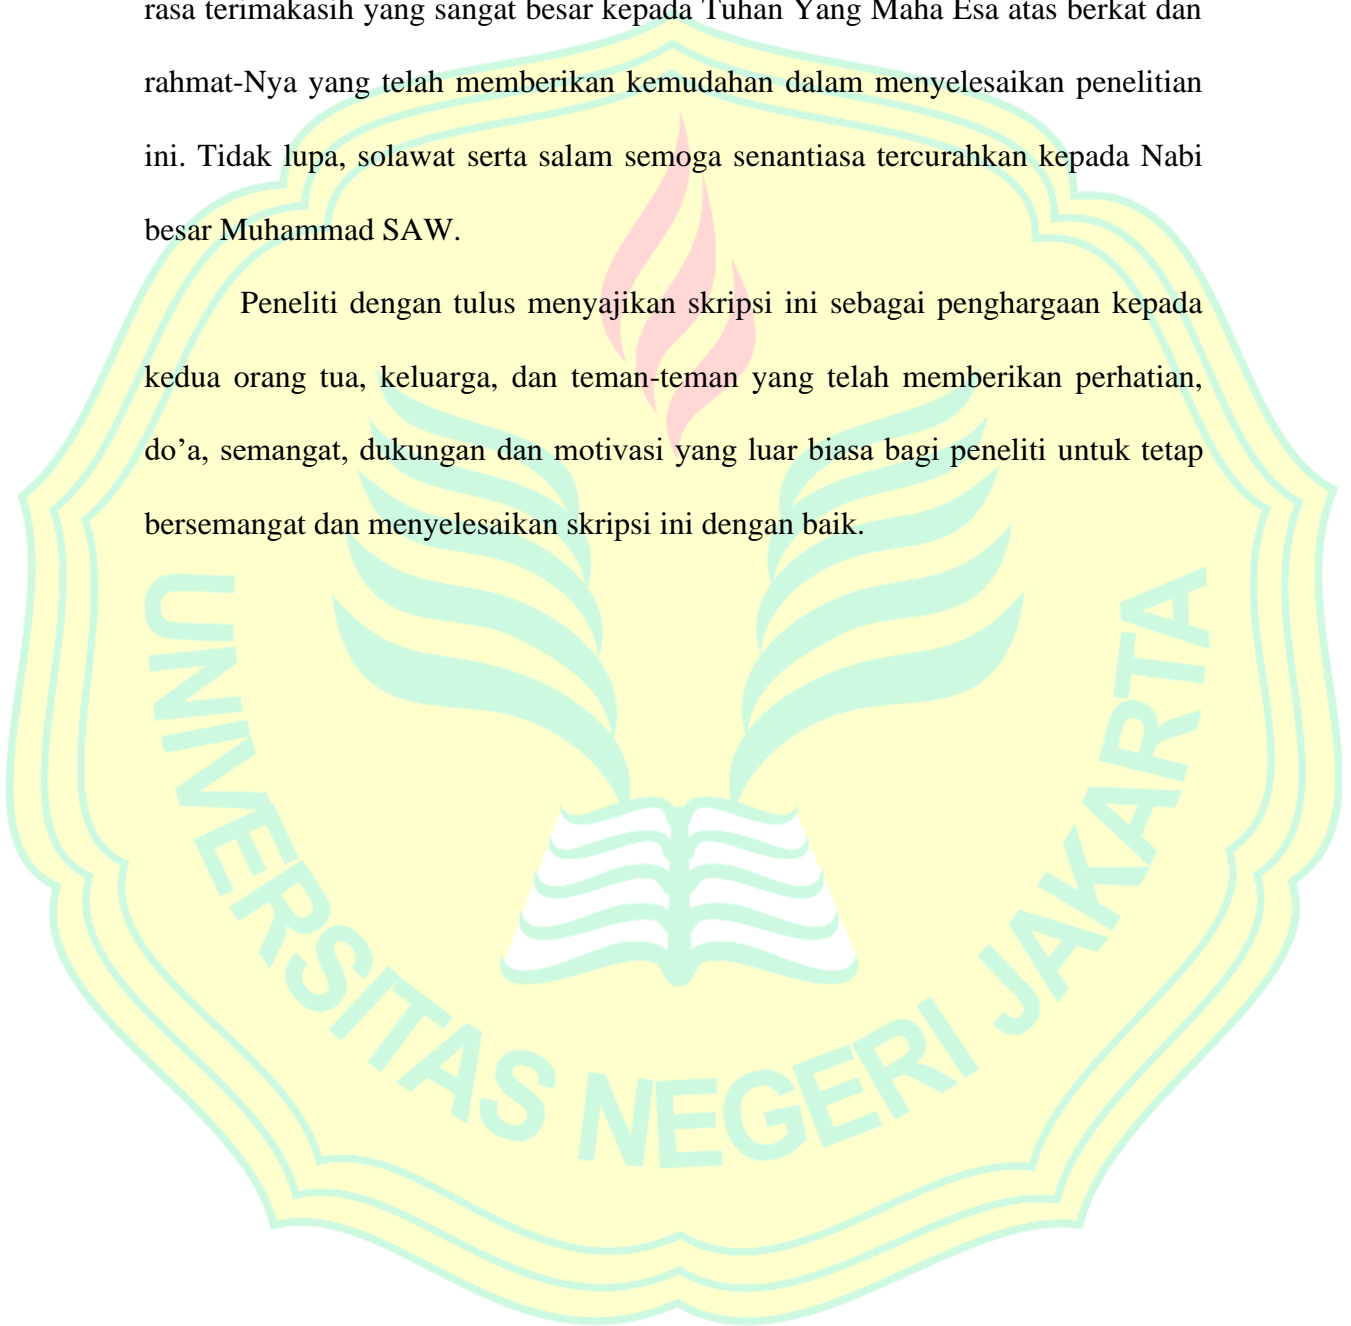 rasa terimakasih yang sangat besar kepada Tuhan Yang Maha Esa atas berkat dan
rahmat-Nya yang telah memberikan kemudahan dalam menyelesaikan penelitian
ini. Tidak lupa, solawat serta salam semoga senantiasa tercurahkan kepada Nabi
besar Muhammad SAW.
Peneliti dengan tulus menyajikan skripsi ini sebagai penghargaan kepada
kedua orang tua, keluarga, dan teman-teman yang telah memberikan perhatian,
do’a, semangat, dukungan dan motivasi yang luar biasa bagi peneliti untuk tetap
bersemangat dan menyelesaikan skripsi ini dengan baik.
UNIVERSITAS NEGERI JAKARTA